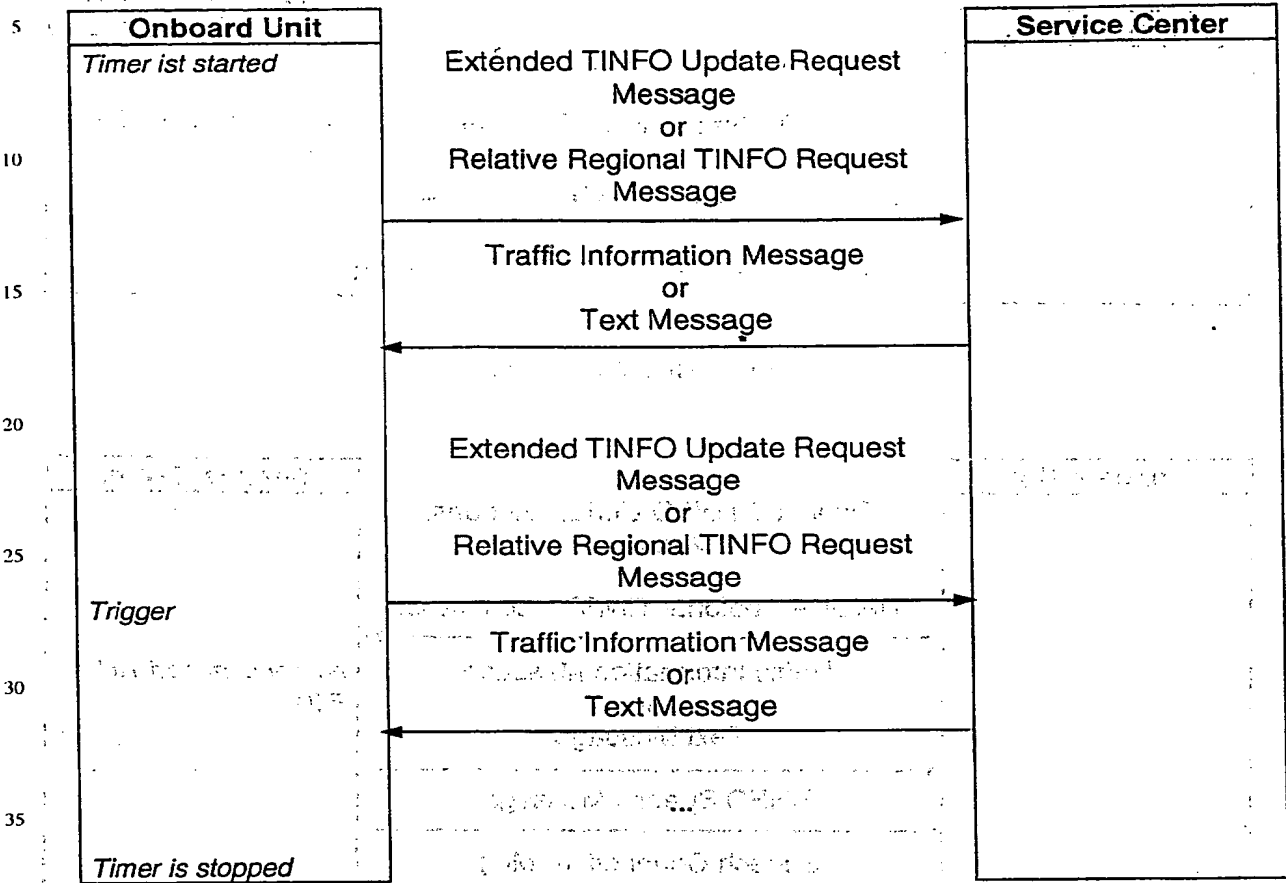 5
Onboard Unit
Service Center
Timer ist started
Extended TINFO Update Request
Message
or
10
Relative Regional TINFO Request
Message
Traffic Information Message
15
or
Text Message
20
Extended TINFO Update Request
Message
or
25
Relative Regional TINFO Request
Message
Trigger
Traffic Information Message
30
or
Text Message
35
...
Timer is stopped